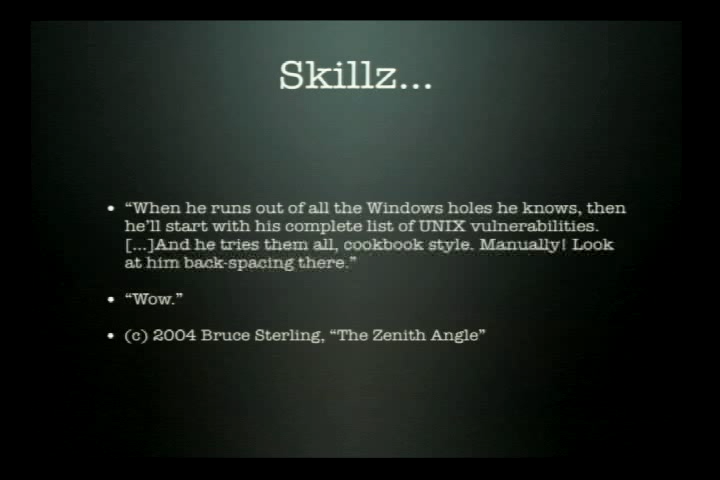 Skillz...
• “When he runs out of all the Windows holes he knows, then
he’ll start with his complete list of UNIX vulnerabilities.
[...]And he tries them all, cookbook style. Manually! Look
at him back-spacing there.”
• “Wow.”
• (c) 2004 Bruce Sterling, “The Zenith Angle”